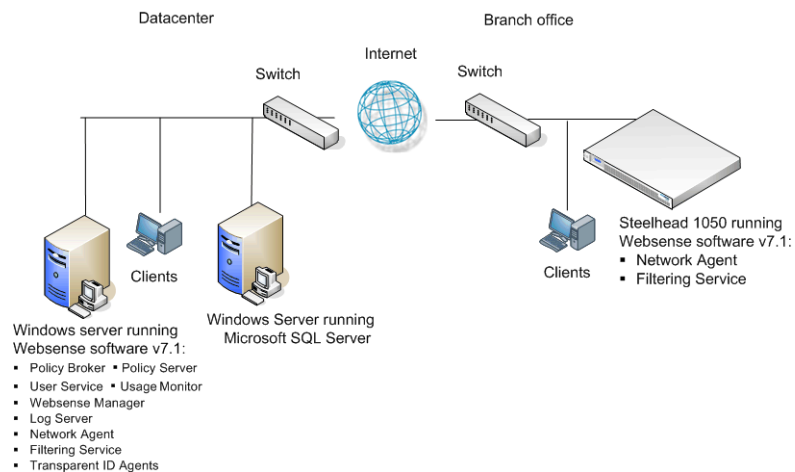 Datacenter
Branch office
Internet
Switch
Switch
Clients
Clients
Windows server running
Websense software v7.1:
▪ Policy Broker ▪ Policy Server
▪ User Service ▪ Usage Monitor
▪ Websense Manager
▪ Log Server
▪ Network Agent
▪ Filtering Service
▪ Transparent ID Agents
Windows Server running
Microsoft SQL Server
Steelhead 1050 running
Websense software v7.1:
▪ Network Agent
▪ Filtering Service